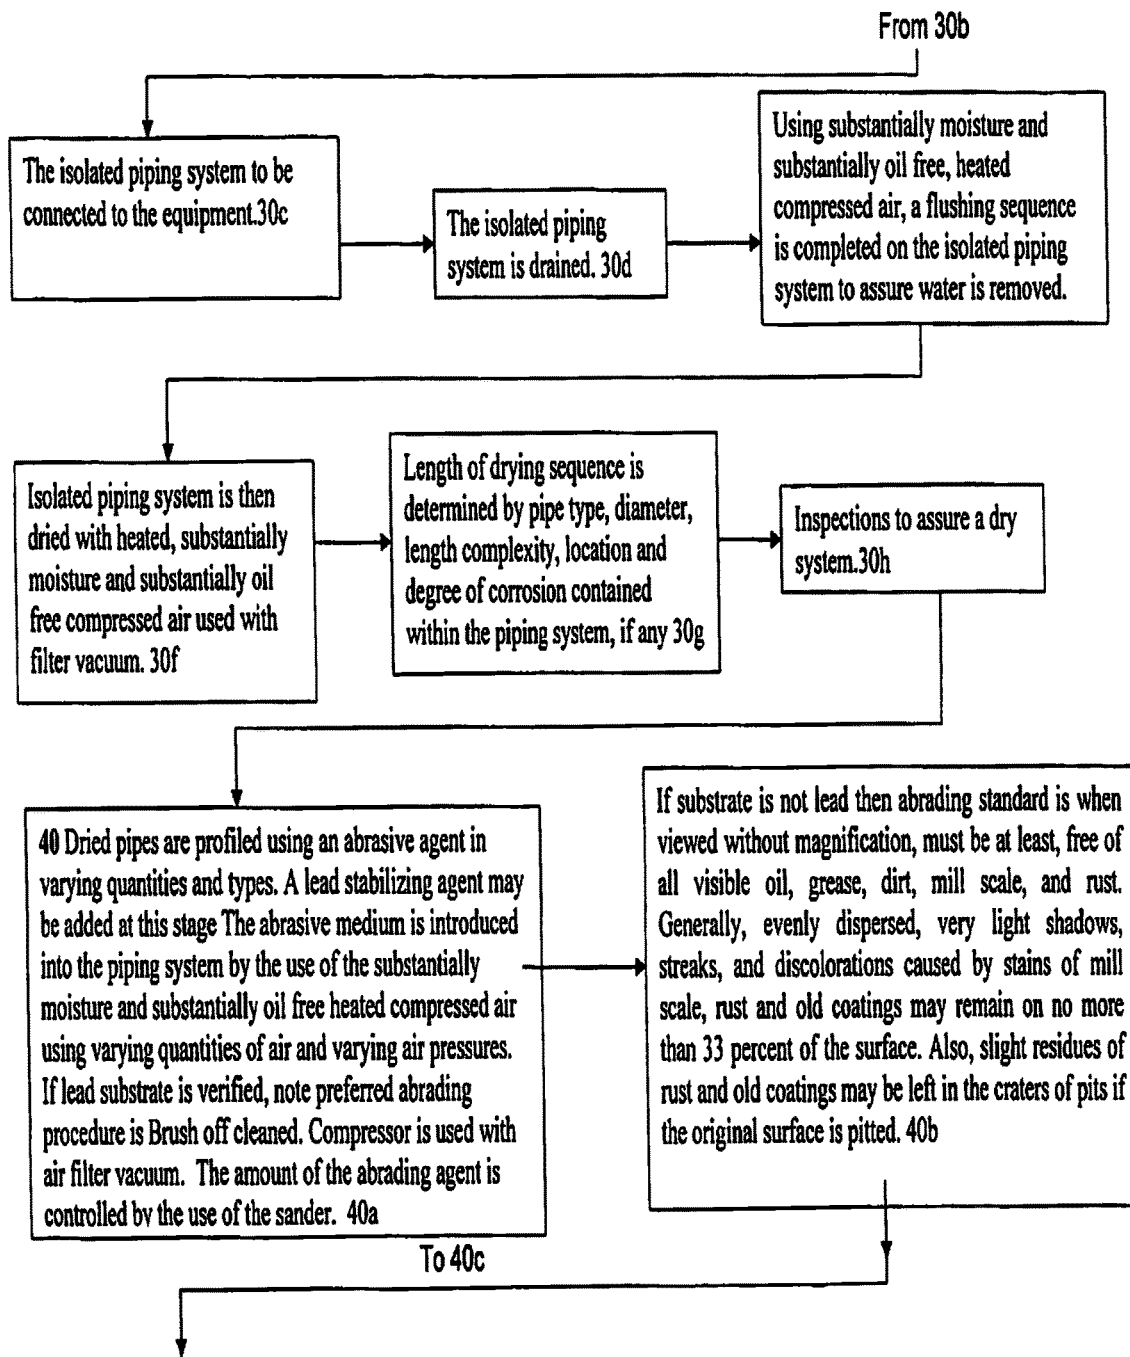 From 30b
The isolated piping system to be
connected to the equipment.30c
The isolated piping
system is drained. 30d
Using substantially moisture and
substantially oil free, heated
compressed air, a flushing sequence
is completed on the isolated piping
system to assure water is removed.
Isolated piping system is then
dried with heated, substantially
moisture and substantially oil
free compressed air used with
filter vacuum. 30f
Length of drying sequence is
determined by pipe type, diameter,
length complexity, location and
degree of corrosion contained
within the piping system, if any 30g
Inspections to assure a dry
system.30h
40 Dried pipes are profiled using an abrasive agent in
varying quantities and types. A lead stabilizing agent may
be added at this stage The abrasive medium is introduced
into the piping system by the use of the substantially
moisture and substantially oil free heated compressed air
using varying quantities of air and varying air pressures.
If lead substrate is verified, note preferred abrading
procedure is Brush off cleaned. Compressor is used with
air filter vacuum. The amount of the abrading agent is
controlled by the use of the sander. 40a
If substrate is not lead then abrading standard is when
viewed without magnification, must be at least, free of
all visible oil, grease, dirt, mill scale, and rust.
Generally, evenly dispersed, very light shadows,
streaks, and discolorations caused by stains of mill
scale, rust and old coatings may remain on no more
than 33 percent of the surface. Also, slight residues of
rust and old coatings may be left in the craters of pits if
the original surface is pitted. 40b
To 40c